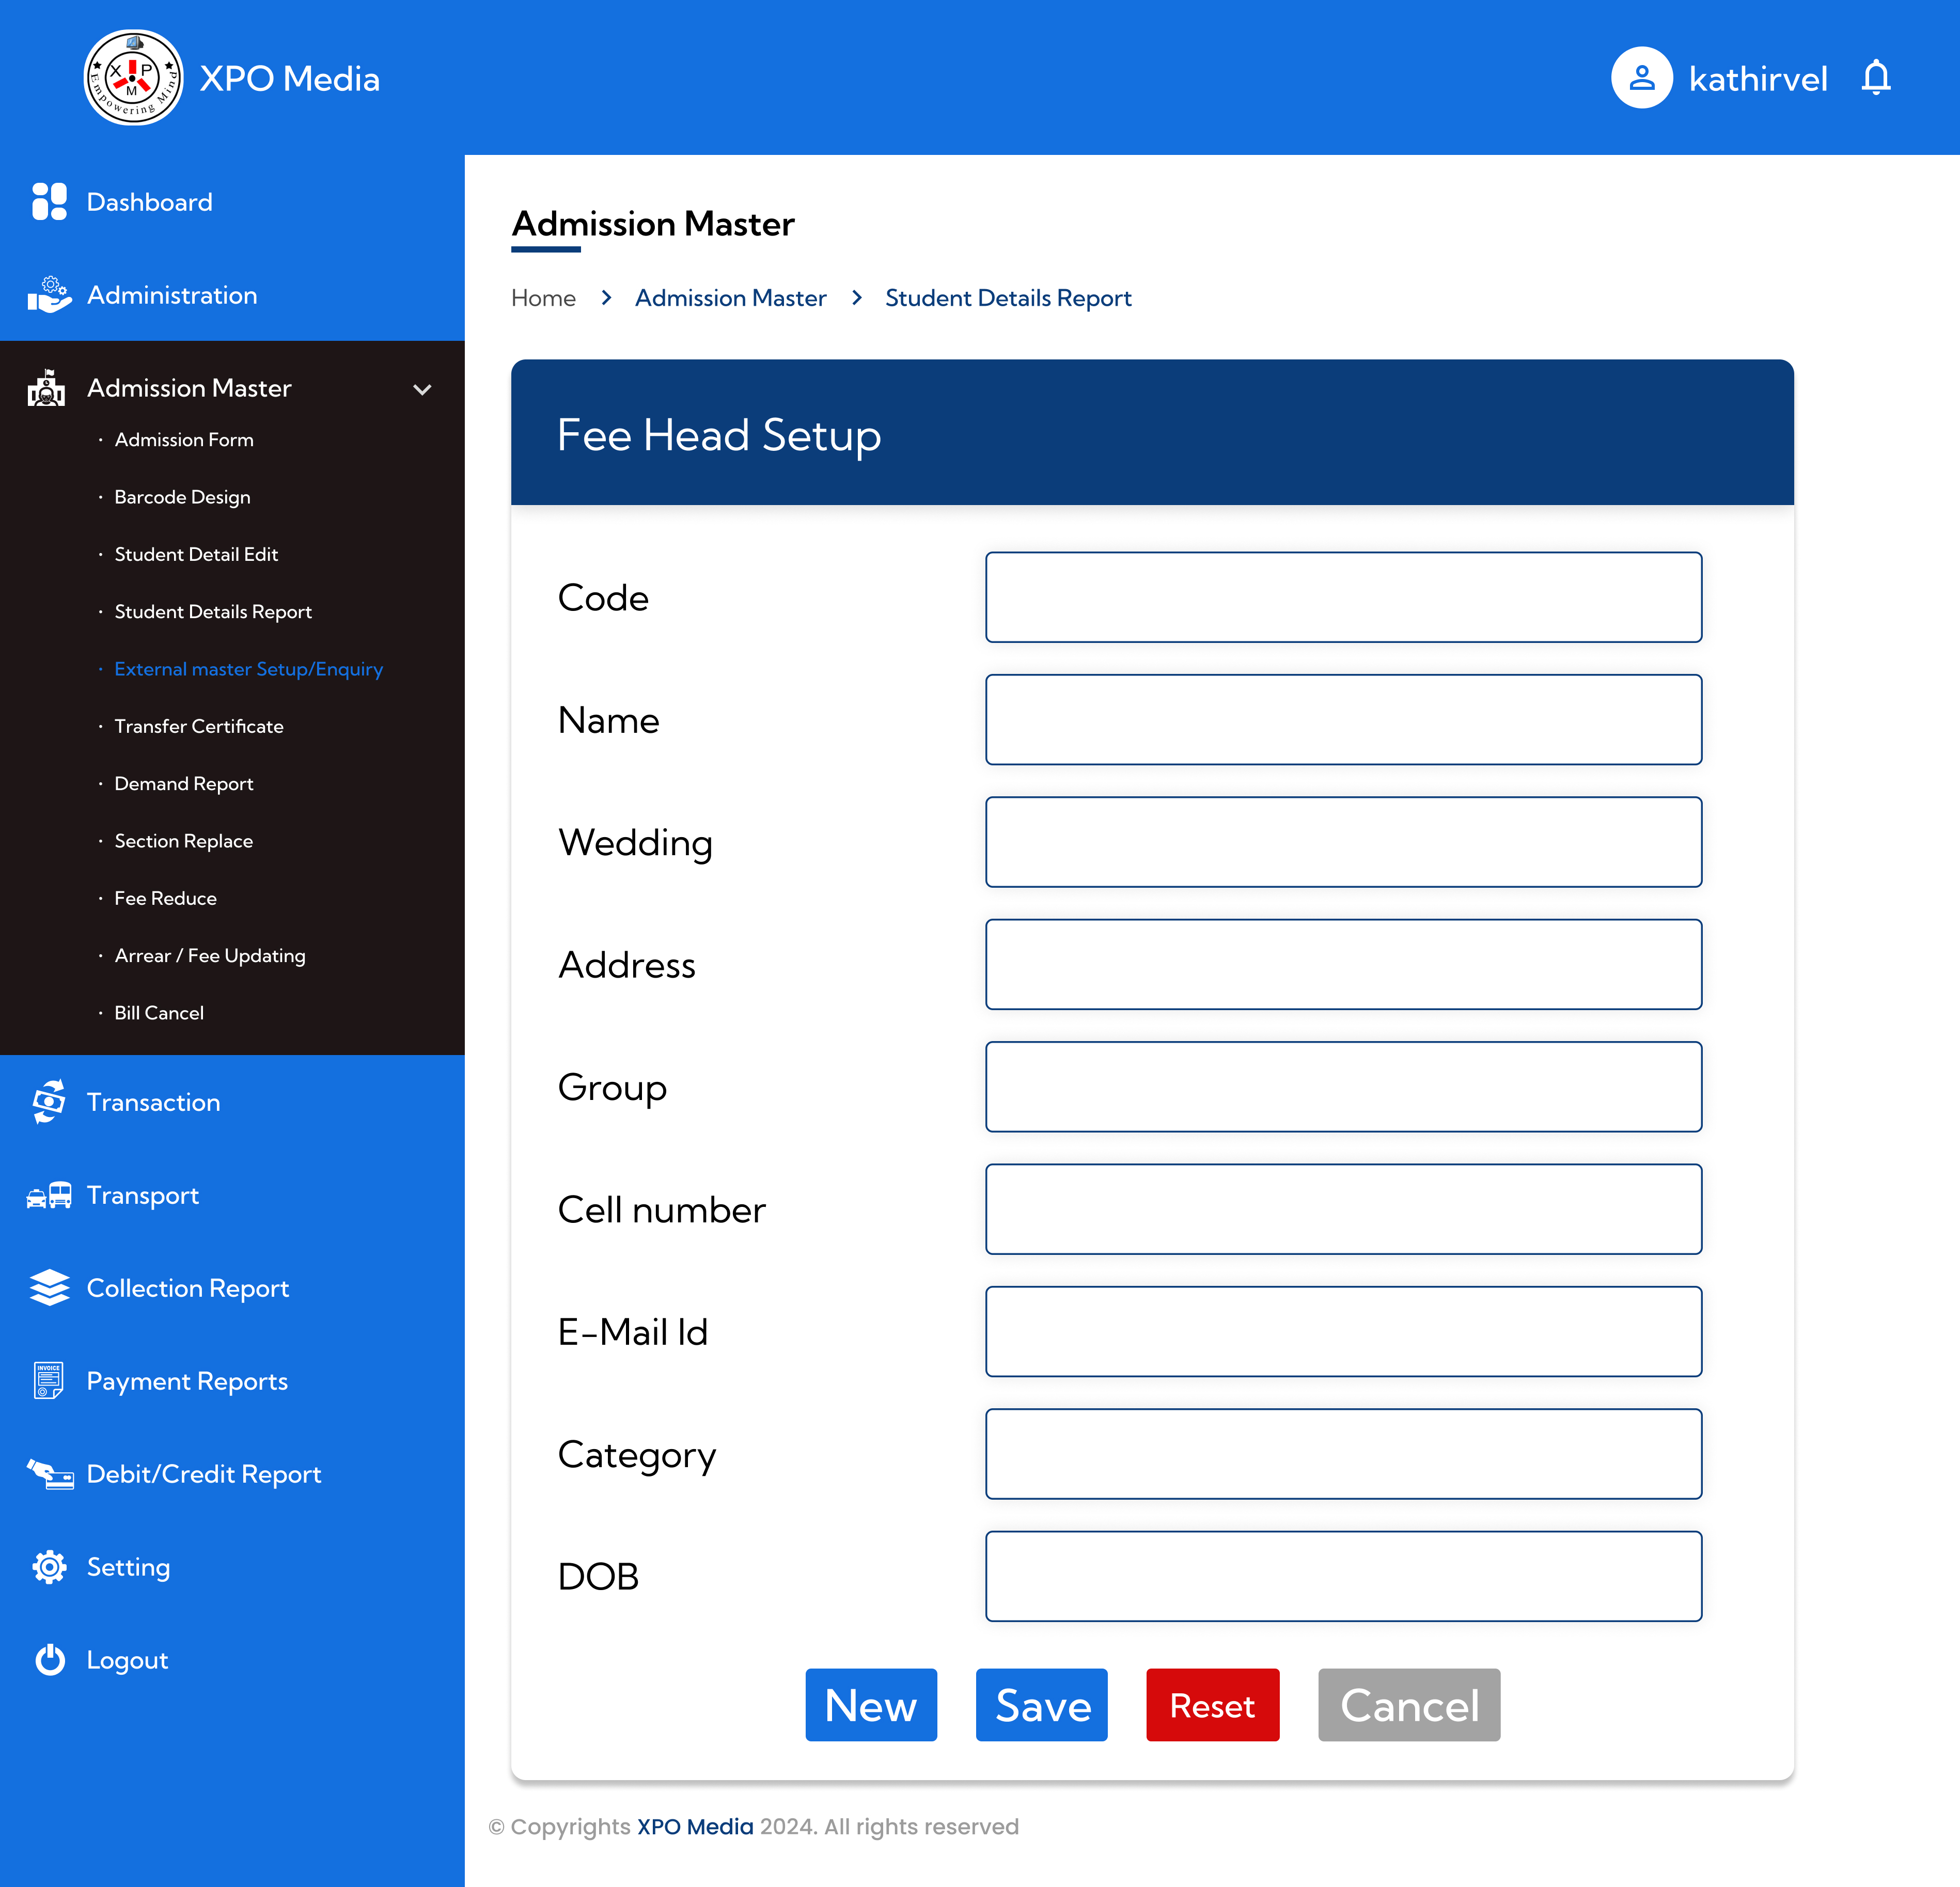 X P M
Empowering Mind
XPO Media
kathirvel
Dashboard
Administration
Admission Master
· Admission Form
· Barcode Design
· Student Detail Edit
· Student Details Report
· External master Setup/Enquiry
· Transfer Certificate
· Demand Report
· Section Replace
· Fee Reduce
· Arrear / Fee Updating
· Bill Cancel
Transaction
Transport
Collection Report
INVOICE
Payment Reports
Debit/Credit Report
Setting
Logout
Admission Master
Home > Admission Master > Student Details Report
Fee Head Setup
Code
Name
Wedding
Address
Group
Cell number
E-Mail Id
Category
DOB
New Save Reset Cancel
© Copyrights XPO Media 2024. All rights reserved